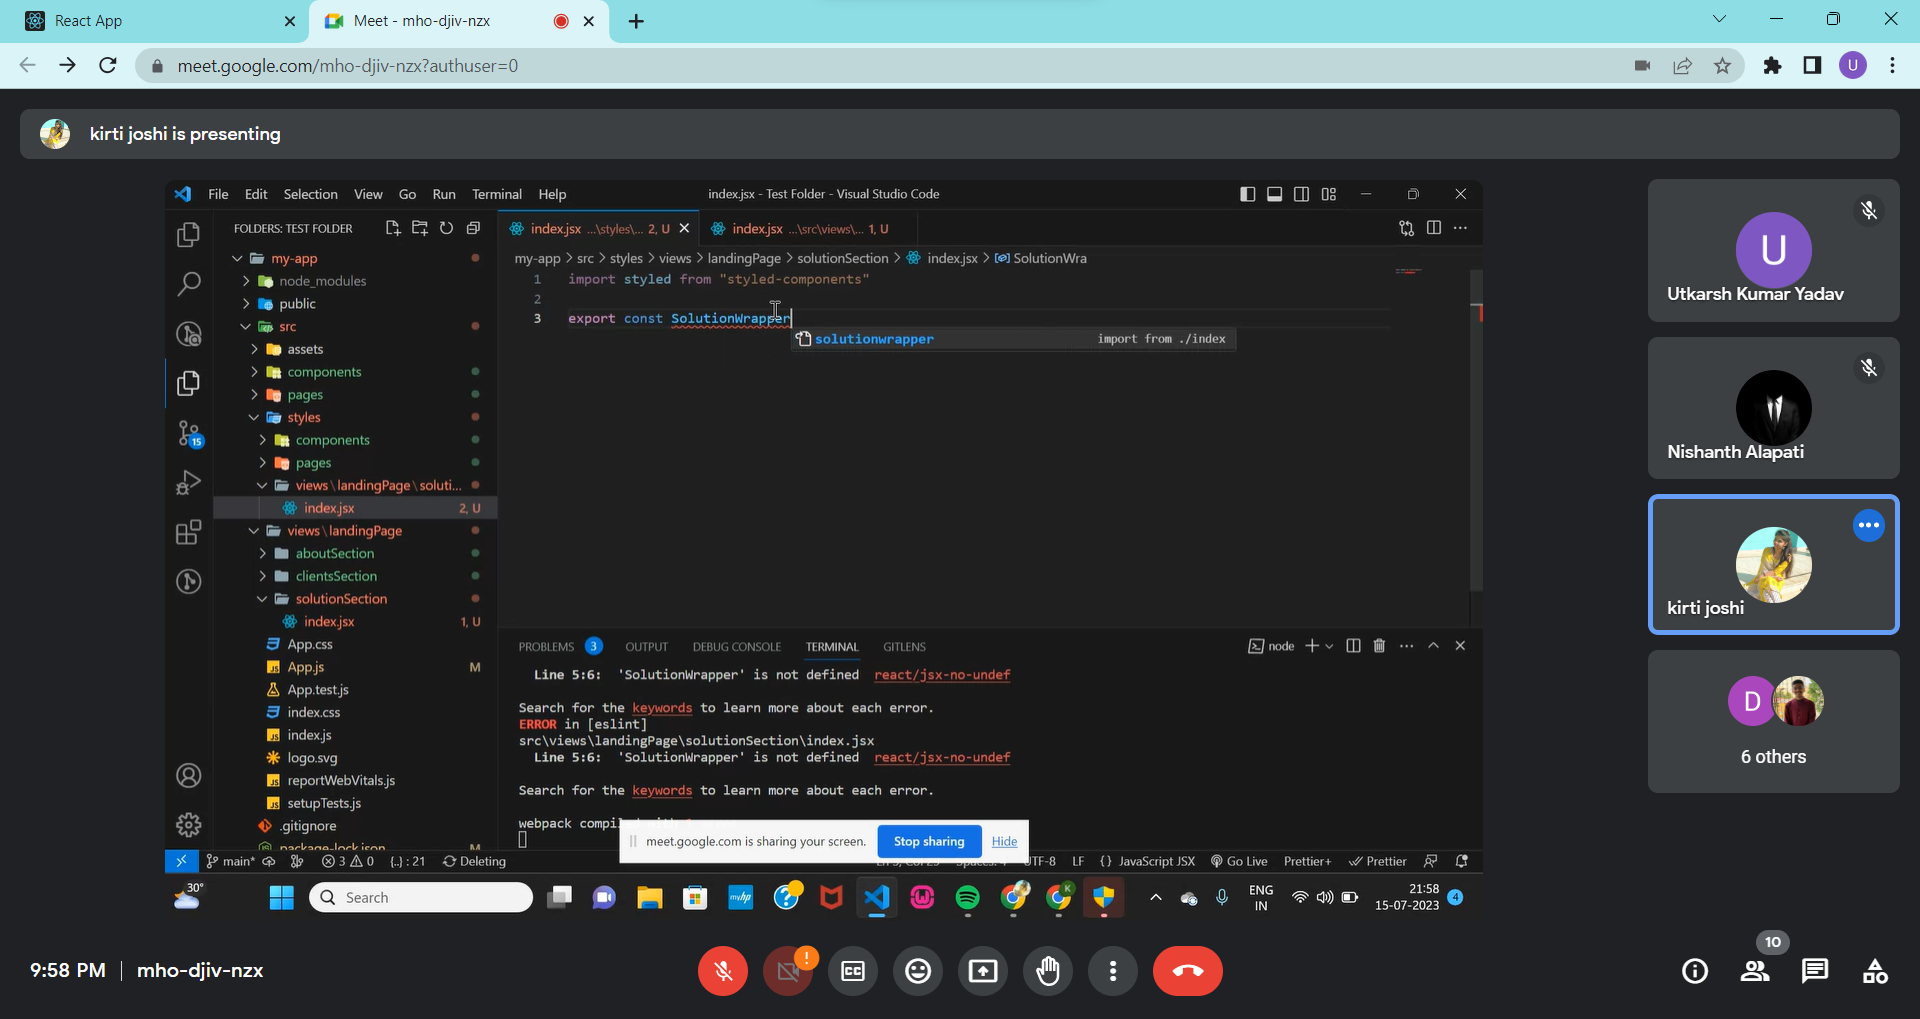 React App
Meet - mho-djiv-nzx
meet.google.com/mho-djiv-nzx?authuser=0
U
kirti joshi is presenting
File Edit Selection View Go Run Terminal Help
index.jsx - Test Folder - Visual Studio Code
FOLDERS: TEST FOLDER
index.jsx ...\styles\... 2, U
index.jsx ...\src\views\... 1, U
my-app > src > styles > views > landingPage > solutionSection > index.jsx > SolutionWra
1 import styled from "styled-components"
2
3 export const SolutionWrapper
solutionwrapper import from ./index
my-app
node_modules
public
src
assets
components
pages
styles
components
pages
views\landingPage\soluti...
index.jsx 2, U
views\landingPage
aboutSection
clientsSection
solutionSection
index.jsx 1, U
App.css
App.js M
App.test.js
index.css
index.js
logo.svg
reportWebVitals.js
setupTests.js
.gitignore
package-lock.json M
15
PROBLEMS 3 OUTPUT DEBUG CONSOLE TERMINAL GITLENS
node
Line 5:6: 'SolutionWrapper' is not defined react/jsx-no-undef
Search for the keywords to learn more about each error.
ERROR in [eslint]
src\views\landingPage\solutionSection\index.jsx
Line 5:6: 'SolutionWrapper' is not defined react/jsx-no-undef
Search for the keywords to learn more about each error.
webpack compil
meet.google.com is sharing your screen. Stop sharing Hide
main* 3 0 {..} : 21 Deleting
UTF-8 LF {} JavaScript JSX Go Live Prettier+ Prettier
30°
Search
myhp
K
ENG
IN
21:58
15-07-2023
4
U
Utkarsh Kumar Yadav
Nishanth Alapati
kirti joshi
D
6 others
9:58 PM | mho-djiv-nzx
10